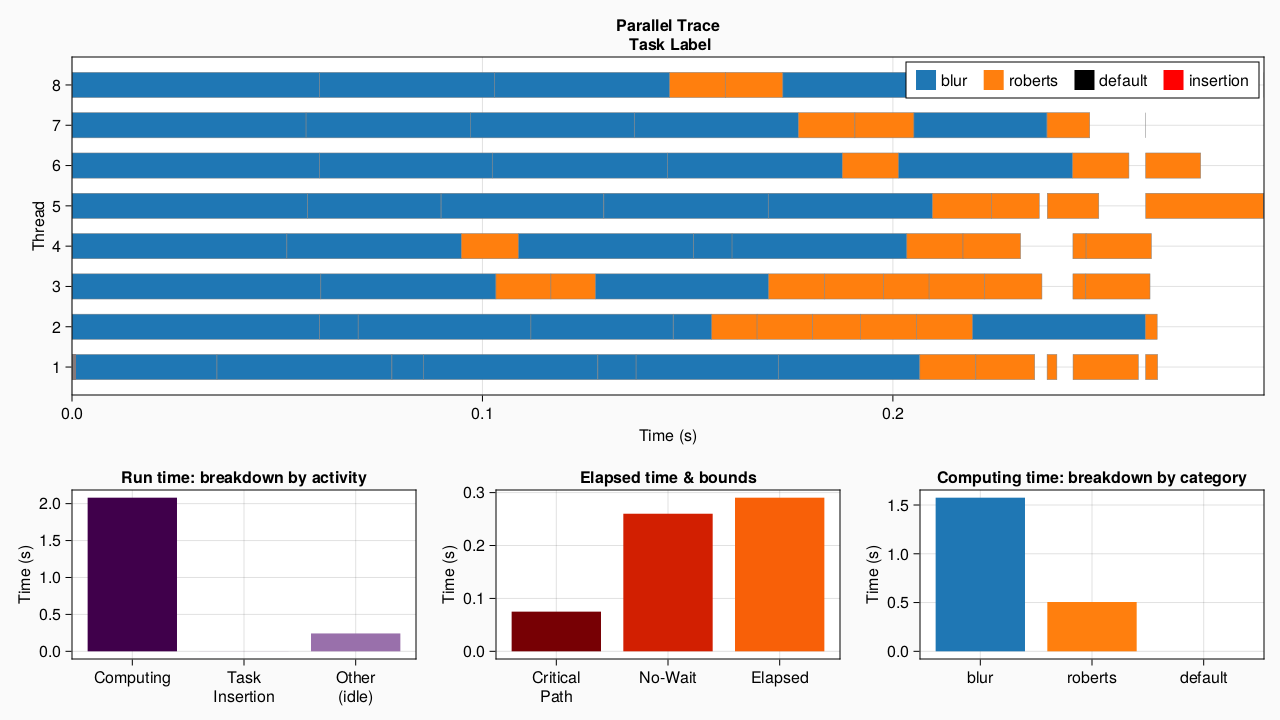 Parallel Trace
Task Label
blur roberts default insertion
Thread
8
7
6
5
4
3
2
1
0.0 0.1 0.2
Time (s)
Run time: breakdown by activity
Time (s)
2.0
1.5
1.0
0.5
0.0
Computing Task Insertion Other (idle)
Elapsed time & bounds
Time (s)
0.3
0.2
0.1
0.0
Critical Path No-Wait Elapsed
Computing time: breakdown by category
Time (s)
1.5
1.0
0.5
0.0
blur roberts default